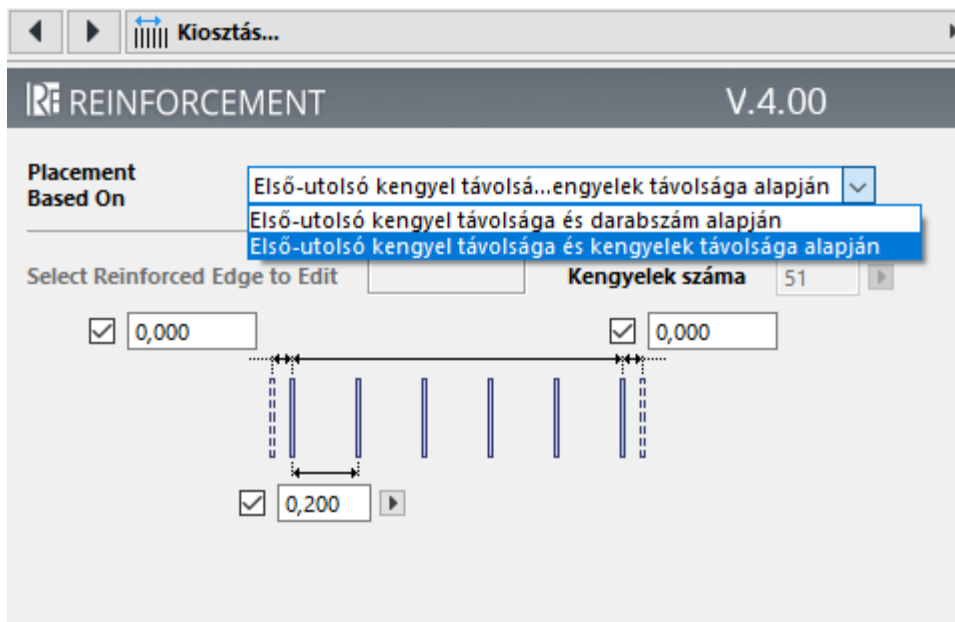 Kiosztás...
REINFORCEMENT V.4.00
Placement
Based On
Első-utolsó kengyel távolsá...engyelek távolsága alapján
Első-utolsó kengyel távolsága és darabszám alapján
Első-utolsó kengyel távolsága és kengyelek távolsága alapján
Select Reinforced Edge to Edit
Kengyelek száma 51
0,000 0,000
0,200